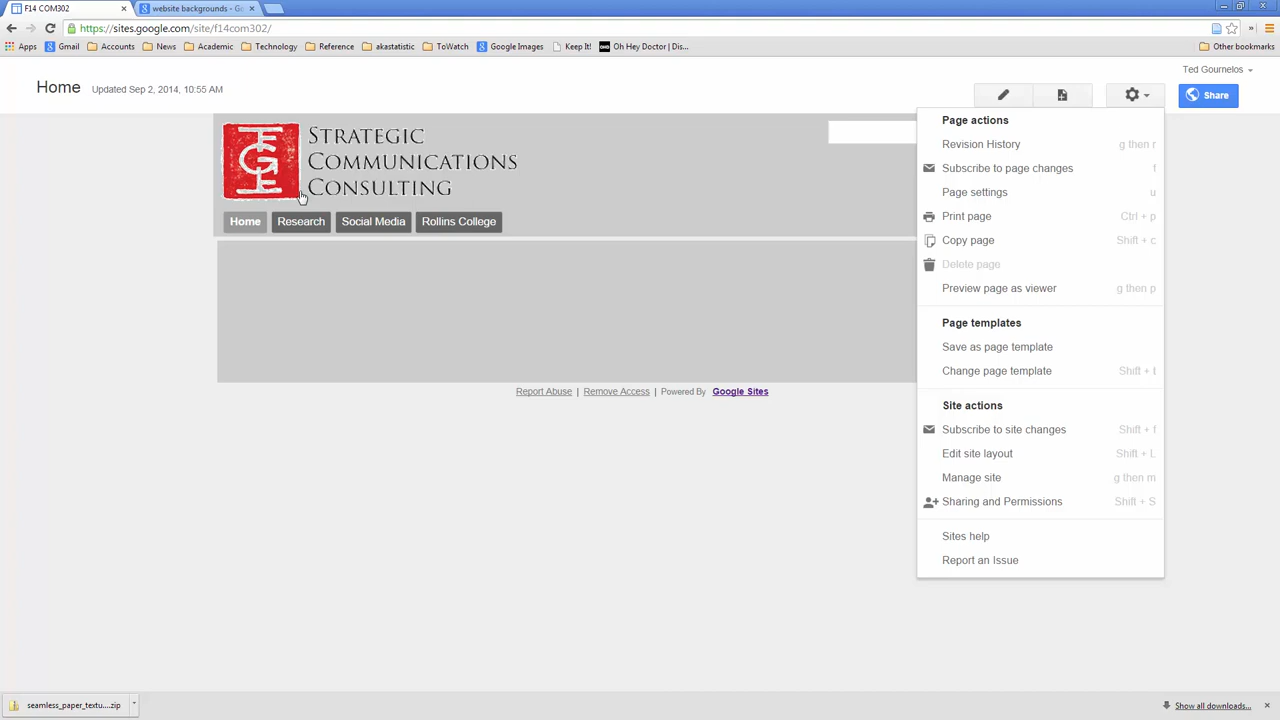 F14 COM302
website backgrounds - Go
https://sites.google.com/site/f14com302/
Apps
Gmail
Accounts
News
Academic
Technology
Reference
akastatistic
ToWatch
Google Images
Keep It!
Oh Hey Doctor | Dis...
Other bookmarks
Ted Gournelos
Home
Updated Sep 2, 2014, 10:55 AM
Share
Strategic
Communications
Consulting
Home
Research
Social Media
Rollins College
Report Abuse | Remove Access | Powered By Google Sites
Page actions
Revision History g then r
Subscribe to page changes f
Page settings u
Print page Ctrl + p
Copy page Shift + c
Delete page
Preview page as viewer g then p
Page templates
Save as page template
Change page template Shift + t
Site actions
Subscribe to site changes Shift + f
Edit site layout Shift + L
Manage site g then m
Sharing and Permissions Shift + S
Sites help
Report an Issue
seamless_paper_textu....zip
Show all downloads...